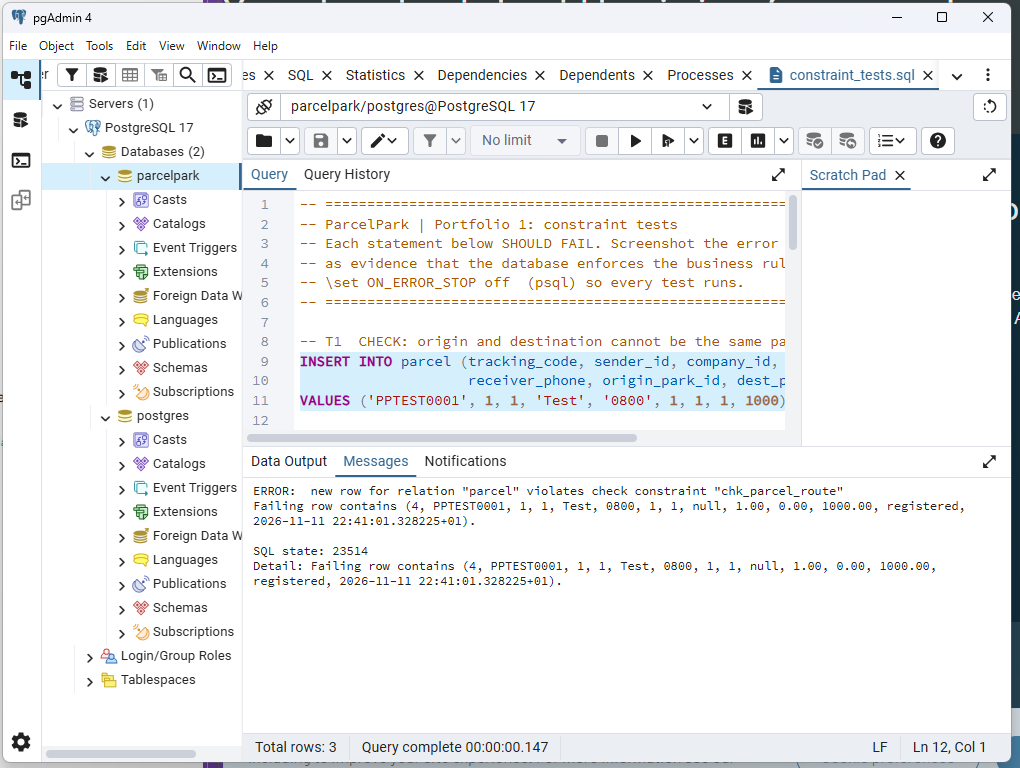 pgAdmin 4
File Object Tools Edit View Window Help
es SQL Statistics Dependencies Dependents Processes constraint_tests.sql
parcelpark/postgres@PostgreSQL 17
No limit
E
Servers (1)
PostgreSQL 17
Databases (2)
parcelpark
Casts
Catalogs
Event Triggers
Extensions
Foreign Data W
Languages
Publications
Schemas
Subscriptions
postgres
Casts
Catalogs
Event Triggers
Extensions
Foreign Data W
Languages
Publications
Schemas
Subscriptions
Login/Group Roles
Tablespaces
Query Query History
Scratch Pad
1 -- =============================================================
2 -- ParcelPark | Portfolio 1: constraint tests
3 -- Each statement below SHOULD FAIL. Screenshot the error
4 -- as evidence that the database enforces the business rul
5 -- \set ON_ERROR_STOP off (psql) so every test runs.
6 -- =============================================================
7
8 -- T1 CHECK: origin and destination cannot be the same pa
9 INSERT INTO parcel (tracking_code, sender_id, company_id,
10 receiver_phone, origin_park_id, dest_p
11 VALUES ('PPTEST0001', 1, 1, 'Test', '0800', 1, 1, 1, 1000)
12
Data Output Messages Notifications
ERROR: new row for relation "parcel" violates check constraint "chk_parcel_route"
Failing row contains (4, PPTEST0001, 1, 1, Test, 0800, 1, 1, null, 1.00, 0.00, 1000.00, registered,
2026-11-11 22:41:01.328225+01).
SQL state: 23514
Detail: Failing row contains (4, PPTEST0001, 1, 1, Test, 0800, 1, 1, null, 1.00, 0.00, 1000.00,
registered, 2026-11-11 22:41:01.328225+01).
Total rows: 3 Query complete 00:00:00.147 LF Ln 12, Col 1